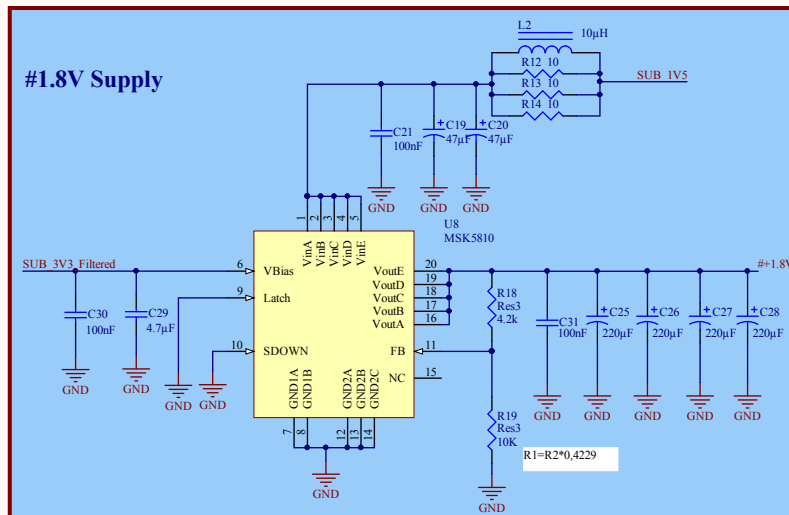 L2
10µH
R12 10
R13 10
R14 10
SUB_1V5
#1.8V Supply
C21
100nF
C19
47µF
C20
47µF
GND
GND
GND
U8
MSK5810
1
2
3
4
5
VinA
VinB
VinC
VinD
VinE
SUB_3V3_Filtered
6
VBias
9
Latch
10
SDOWN
VoutE
20
VoutD
19
VoutC
18
VoutB
17
VoutA
16
FB
11
NC
15
GND1A
GND1B
GND2A
GND2B
GND2C
7
8
12
13
14
C30
100nF
C29
4.7µF
GND
GND
GND
GND
GND
R18
Res3
4.2k
R19
Res3
10K
GND
R1=R2*0,4229
#+1.8V
C31
100nF
C25
220µF
C26
220µF
C27
220µF
C28
220µF
GND
GND
GND
GND
GND